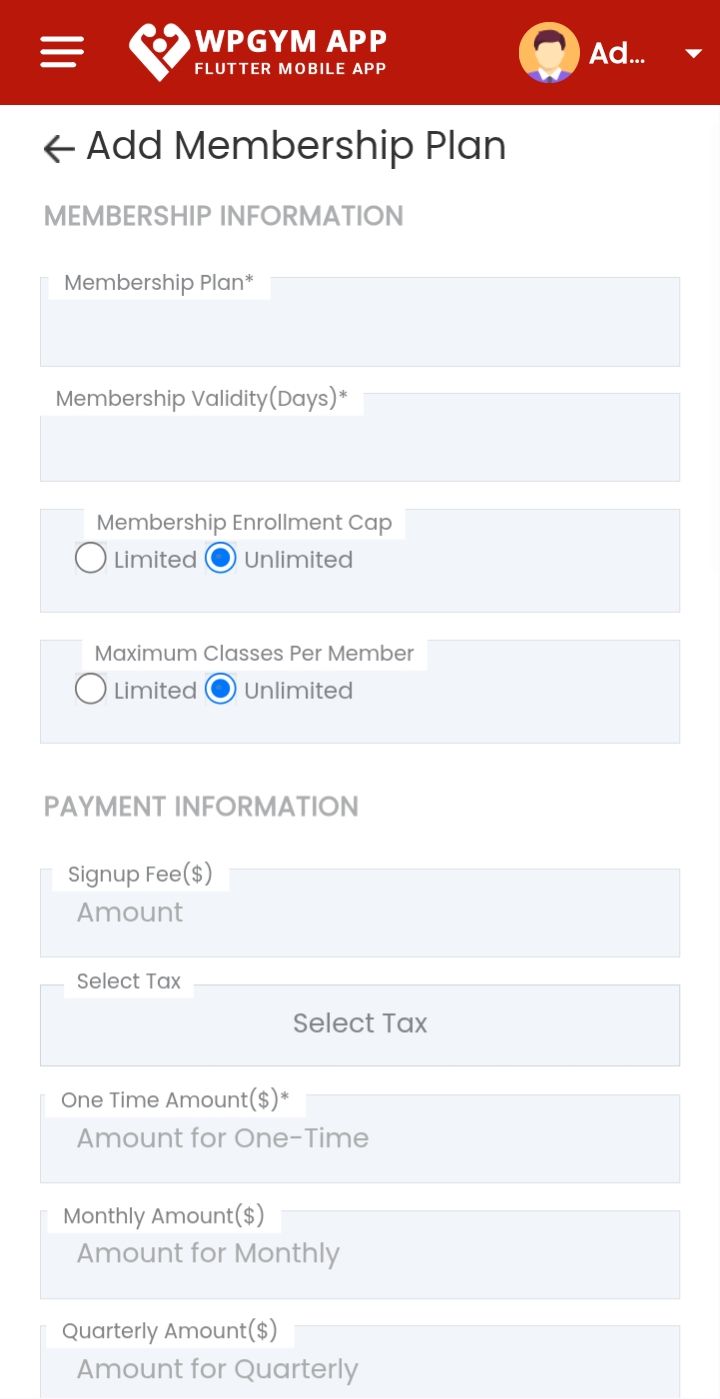 WPGYM APP
FLUTTER MOBILE APP
Ad...
Add Membership Plan
MEMBERSHIP INFORMATION
Membership Plan*
Membership Validity(Days)*
Membership Enrollment Cap
Limited Unlimited
Maximum Classes Per Member
Limited Unlimited
PAYMENT INFORMATION
Signup Fee($)
Amount
Select Tax
Select Tax
One Time Amount($)*
Amount for One-Time
Monthly Amount($)
Amount for Monthly
Quarterly Amount($)
Amount for Quarterly